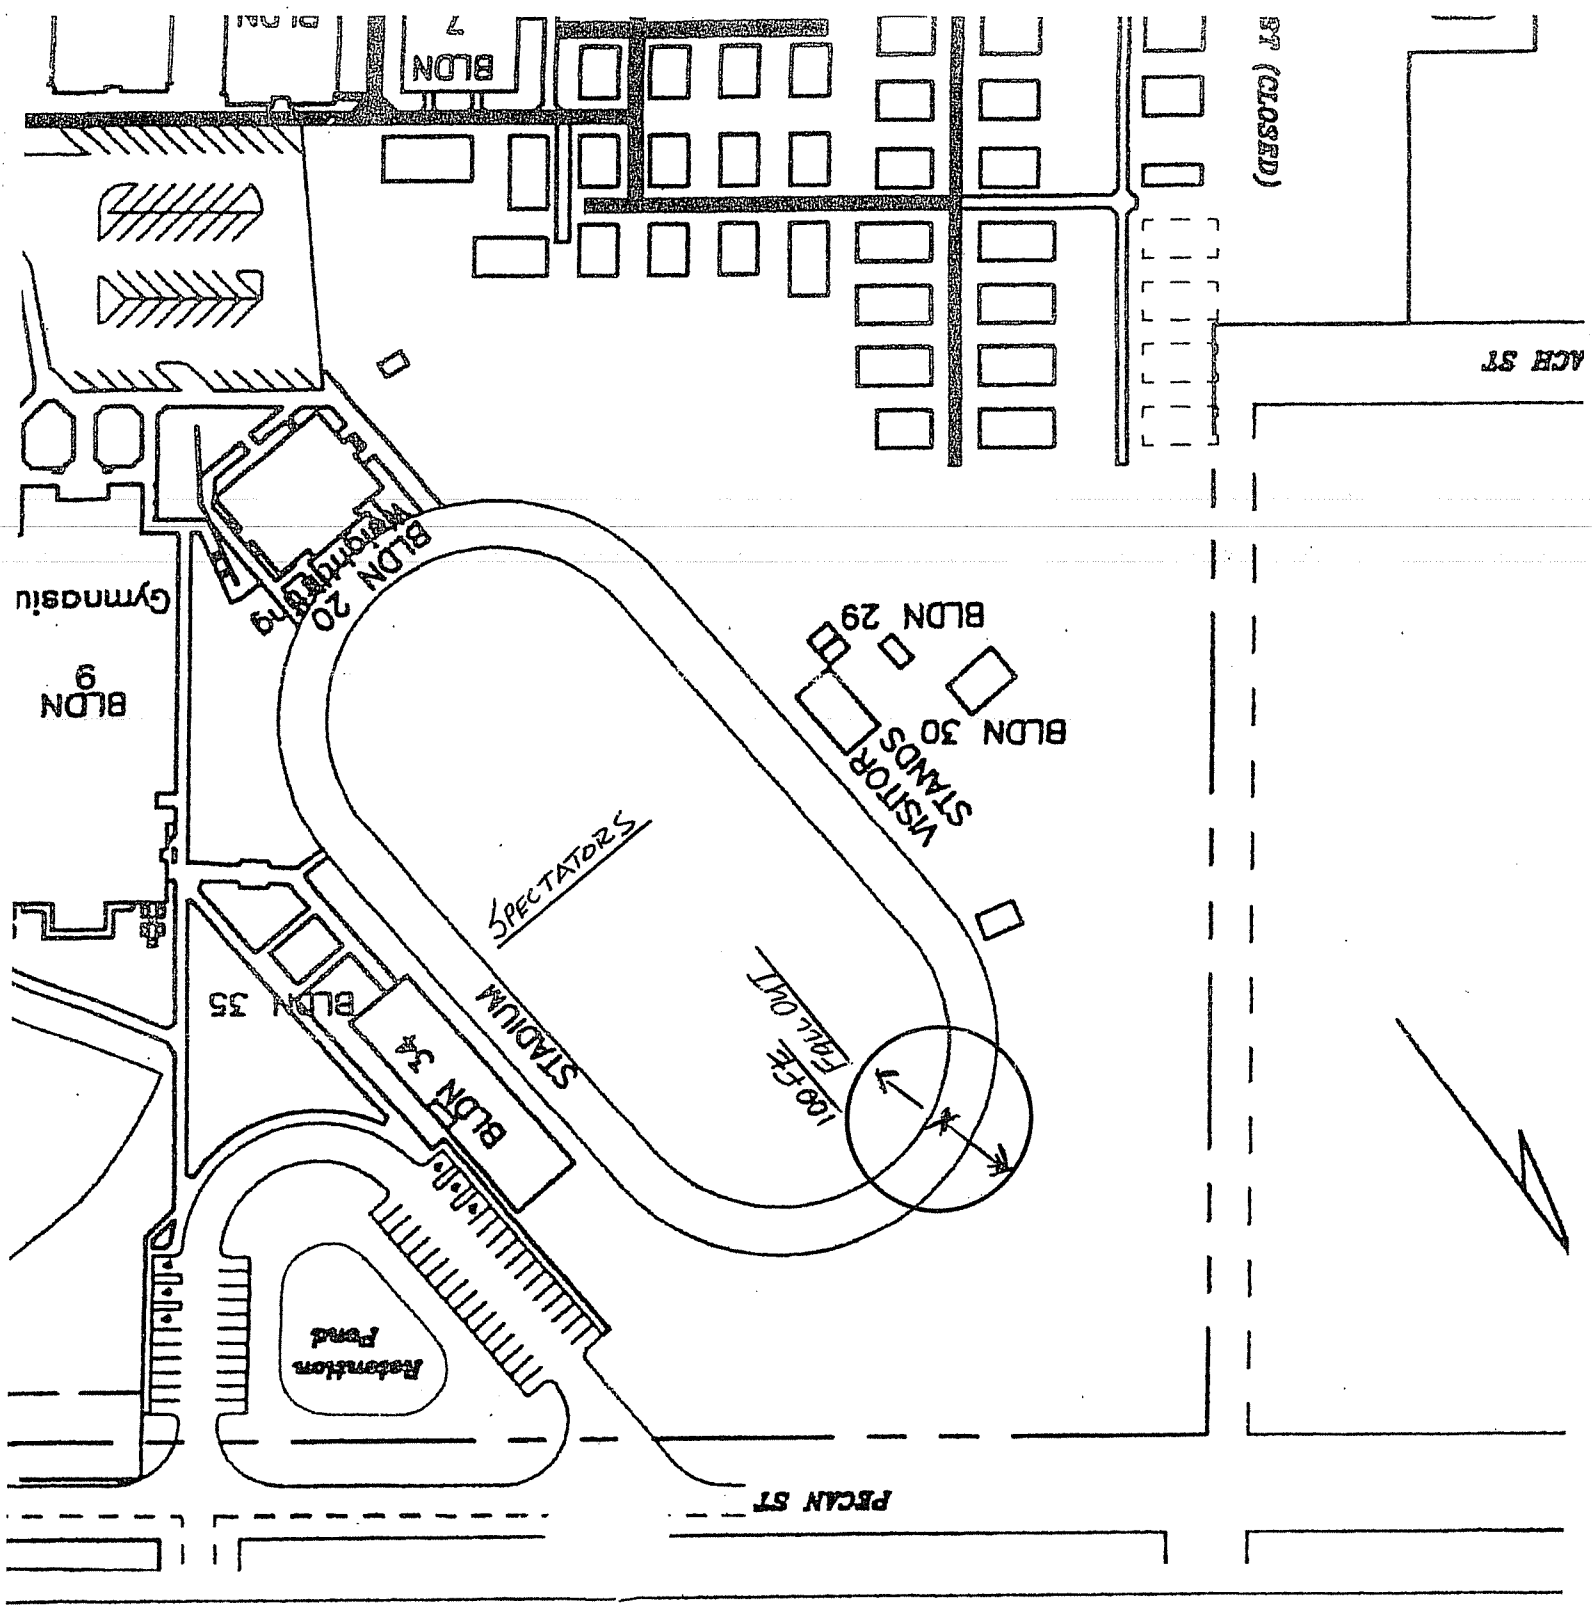 BLDN
BLDN
7
ST (CLOSED)
ACH ST
BLDN 20
Weightlifting
Gymnasiu
BLDN
9
BLDN 29
BLDN 30
VISITOR
STANDS
SPECTATORS
STADIUM
BLDN 35
BLDN 34
100 Ft
FALL OUT
Retention
Pond
PECAN ST